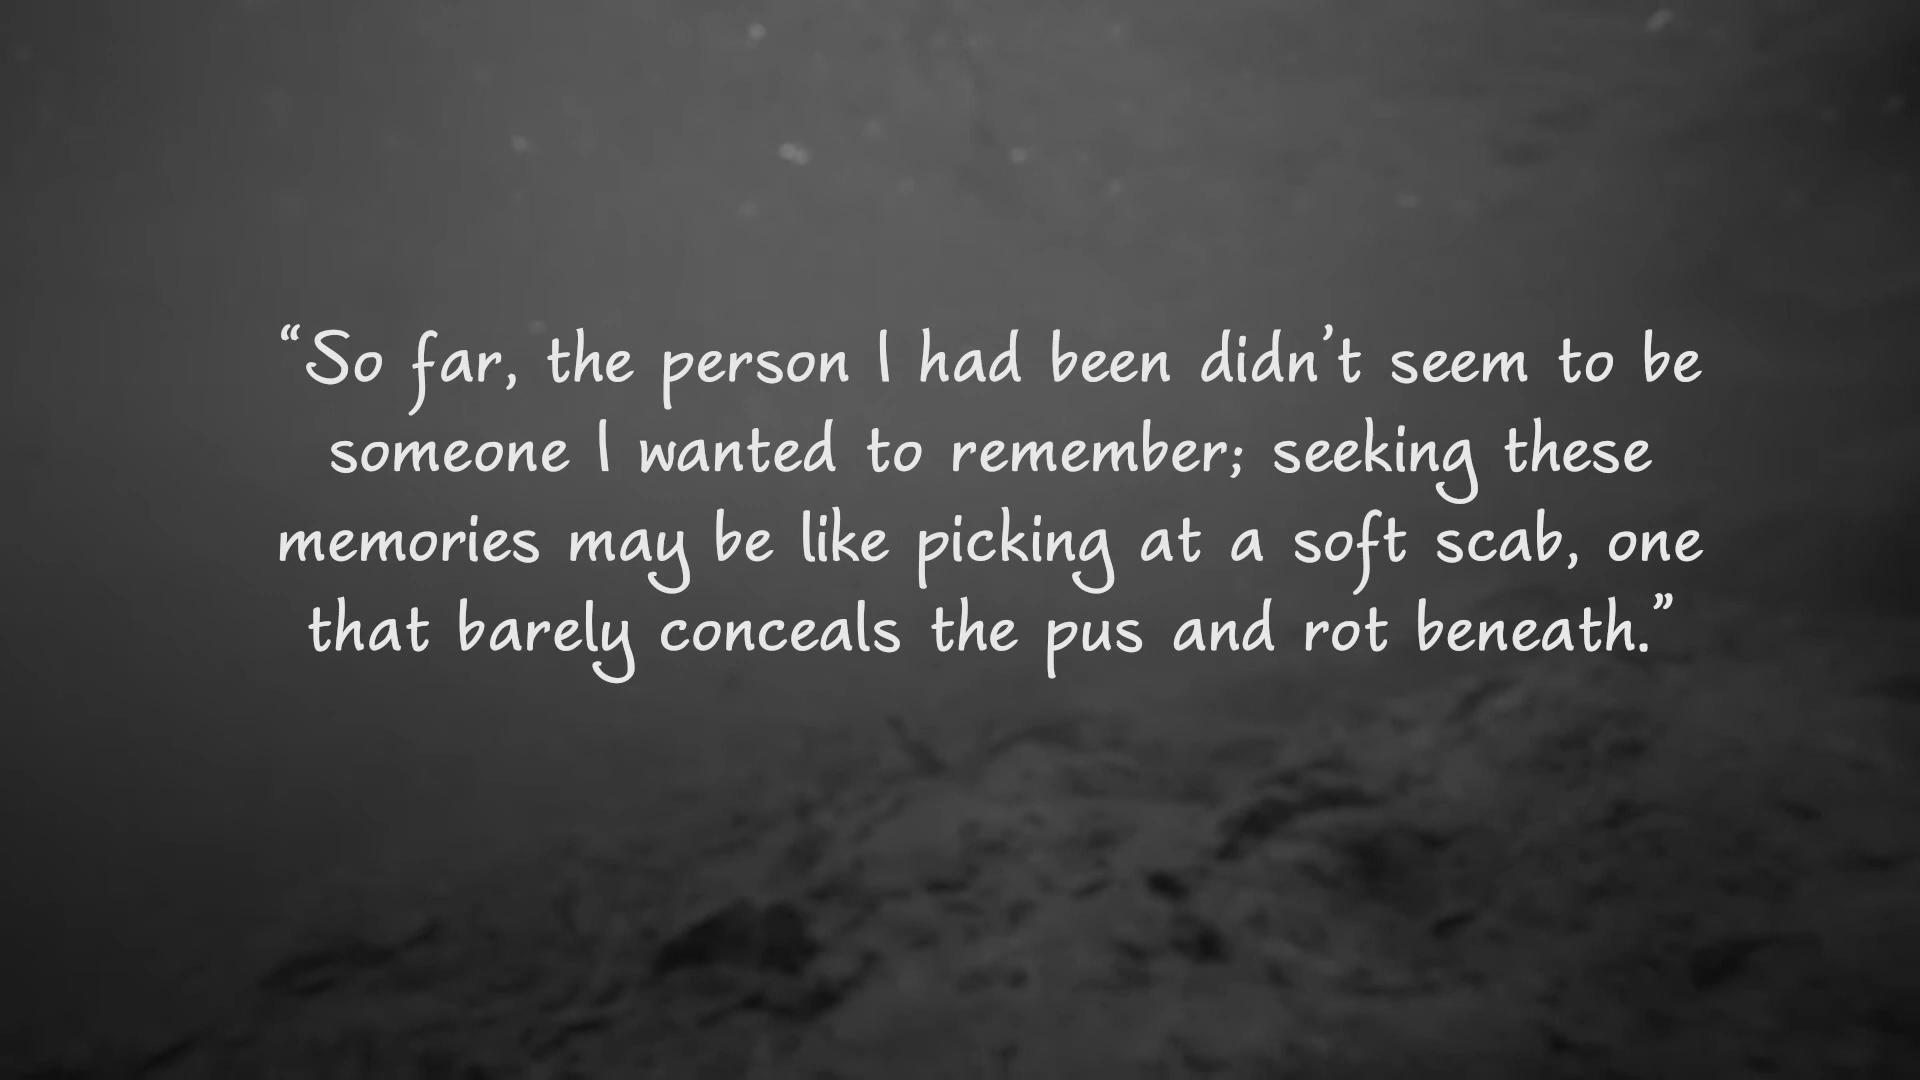 “So far, the person I had been didn’t seem to be
someone I wanted to remember; seeking these
memories may be like picking at a soft scab, one
that barely conceals the pus and rot beneath.”